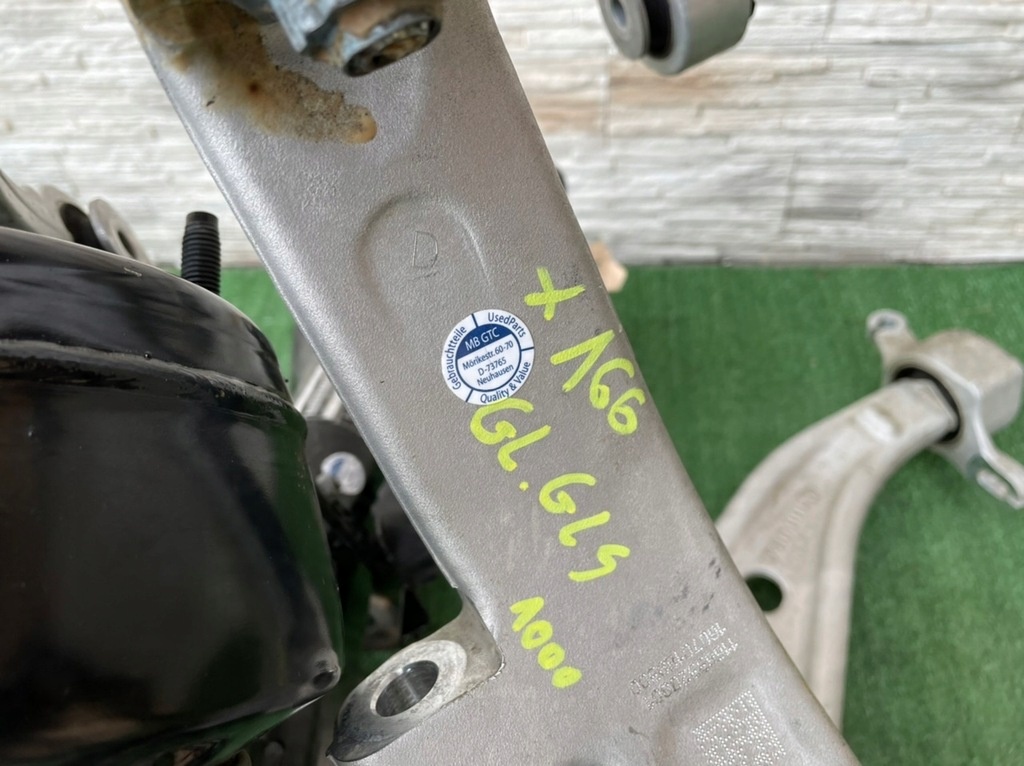 D
+ 166
UsedParts
Gebrauchtteile
MB GTC
Mörikestr.60-70
D-73765
Neuhausen
Quality & Value
GL.GLS
1000